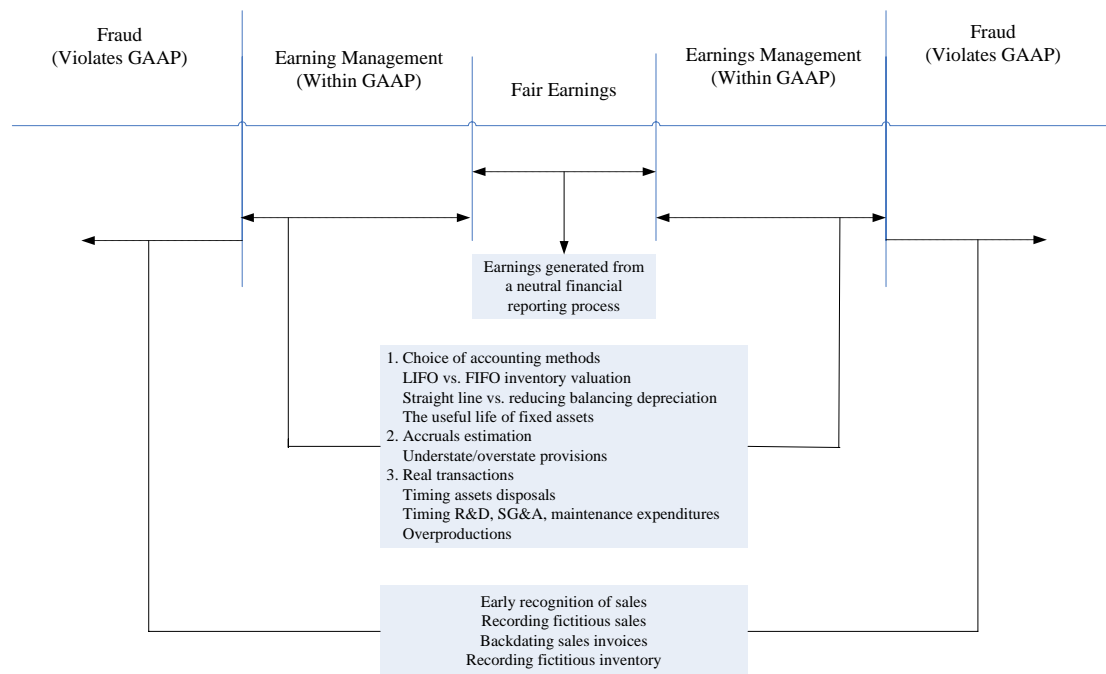 Fraud
(Violates GAAP)
Earning Management
(Within GAAP)
Fair Earnings
Earnings Management
(Within GAAP)
Fraud
(Violates GAAP)
Earnings generated from
a neutral financial
reporting process
1. Choice of accounting methods
LIFO vs. FIFO inventory valuation
Straight line vs. reducing balancing depreciation
The useful life of fixed assets
2. Accruals estimation
Understate/overstate provisions
3. Real transactions
Timing assets disposals
Timing R&D, SG&A, maintenance expenditures
Overproductions
Early recognition of sales
Recording fictitious sales
Backdating sales invoices
Recording fictitious inventory